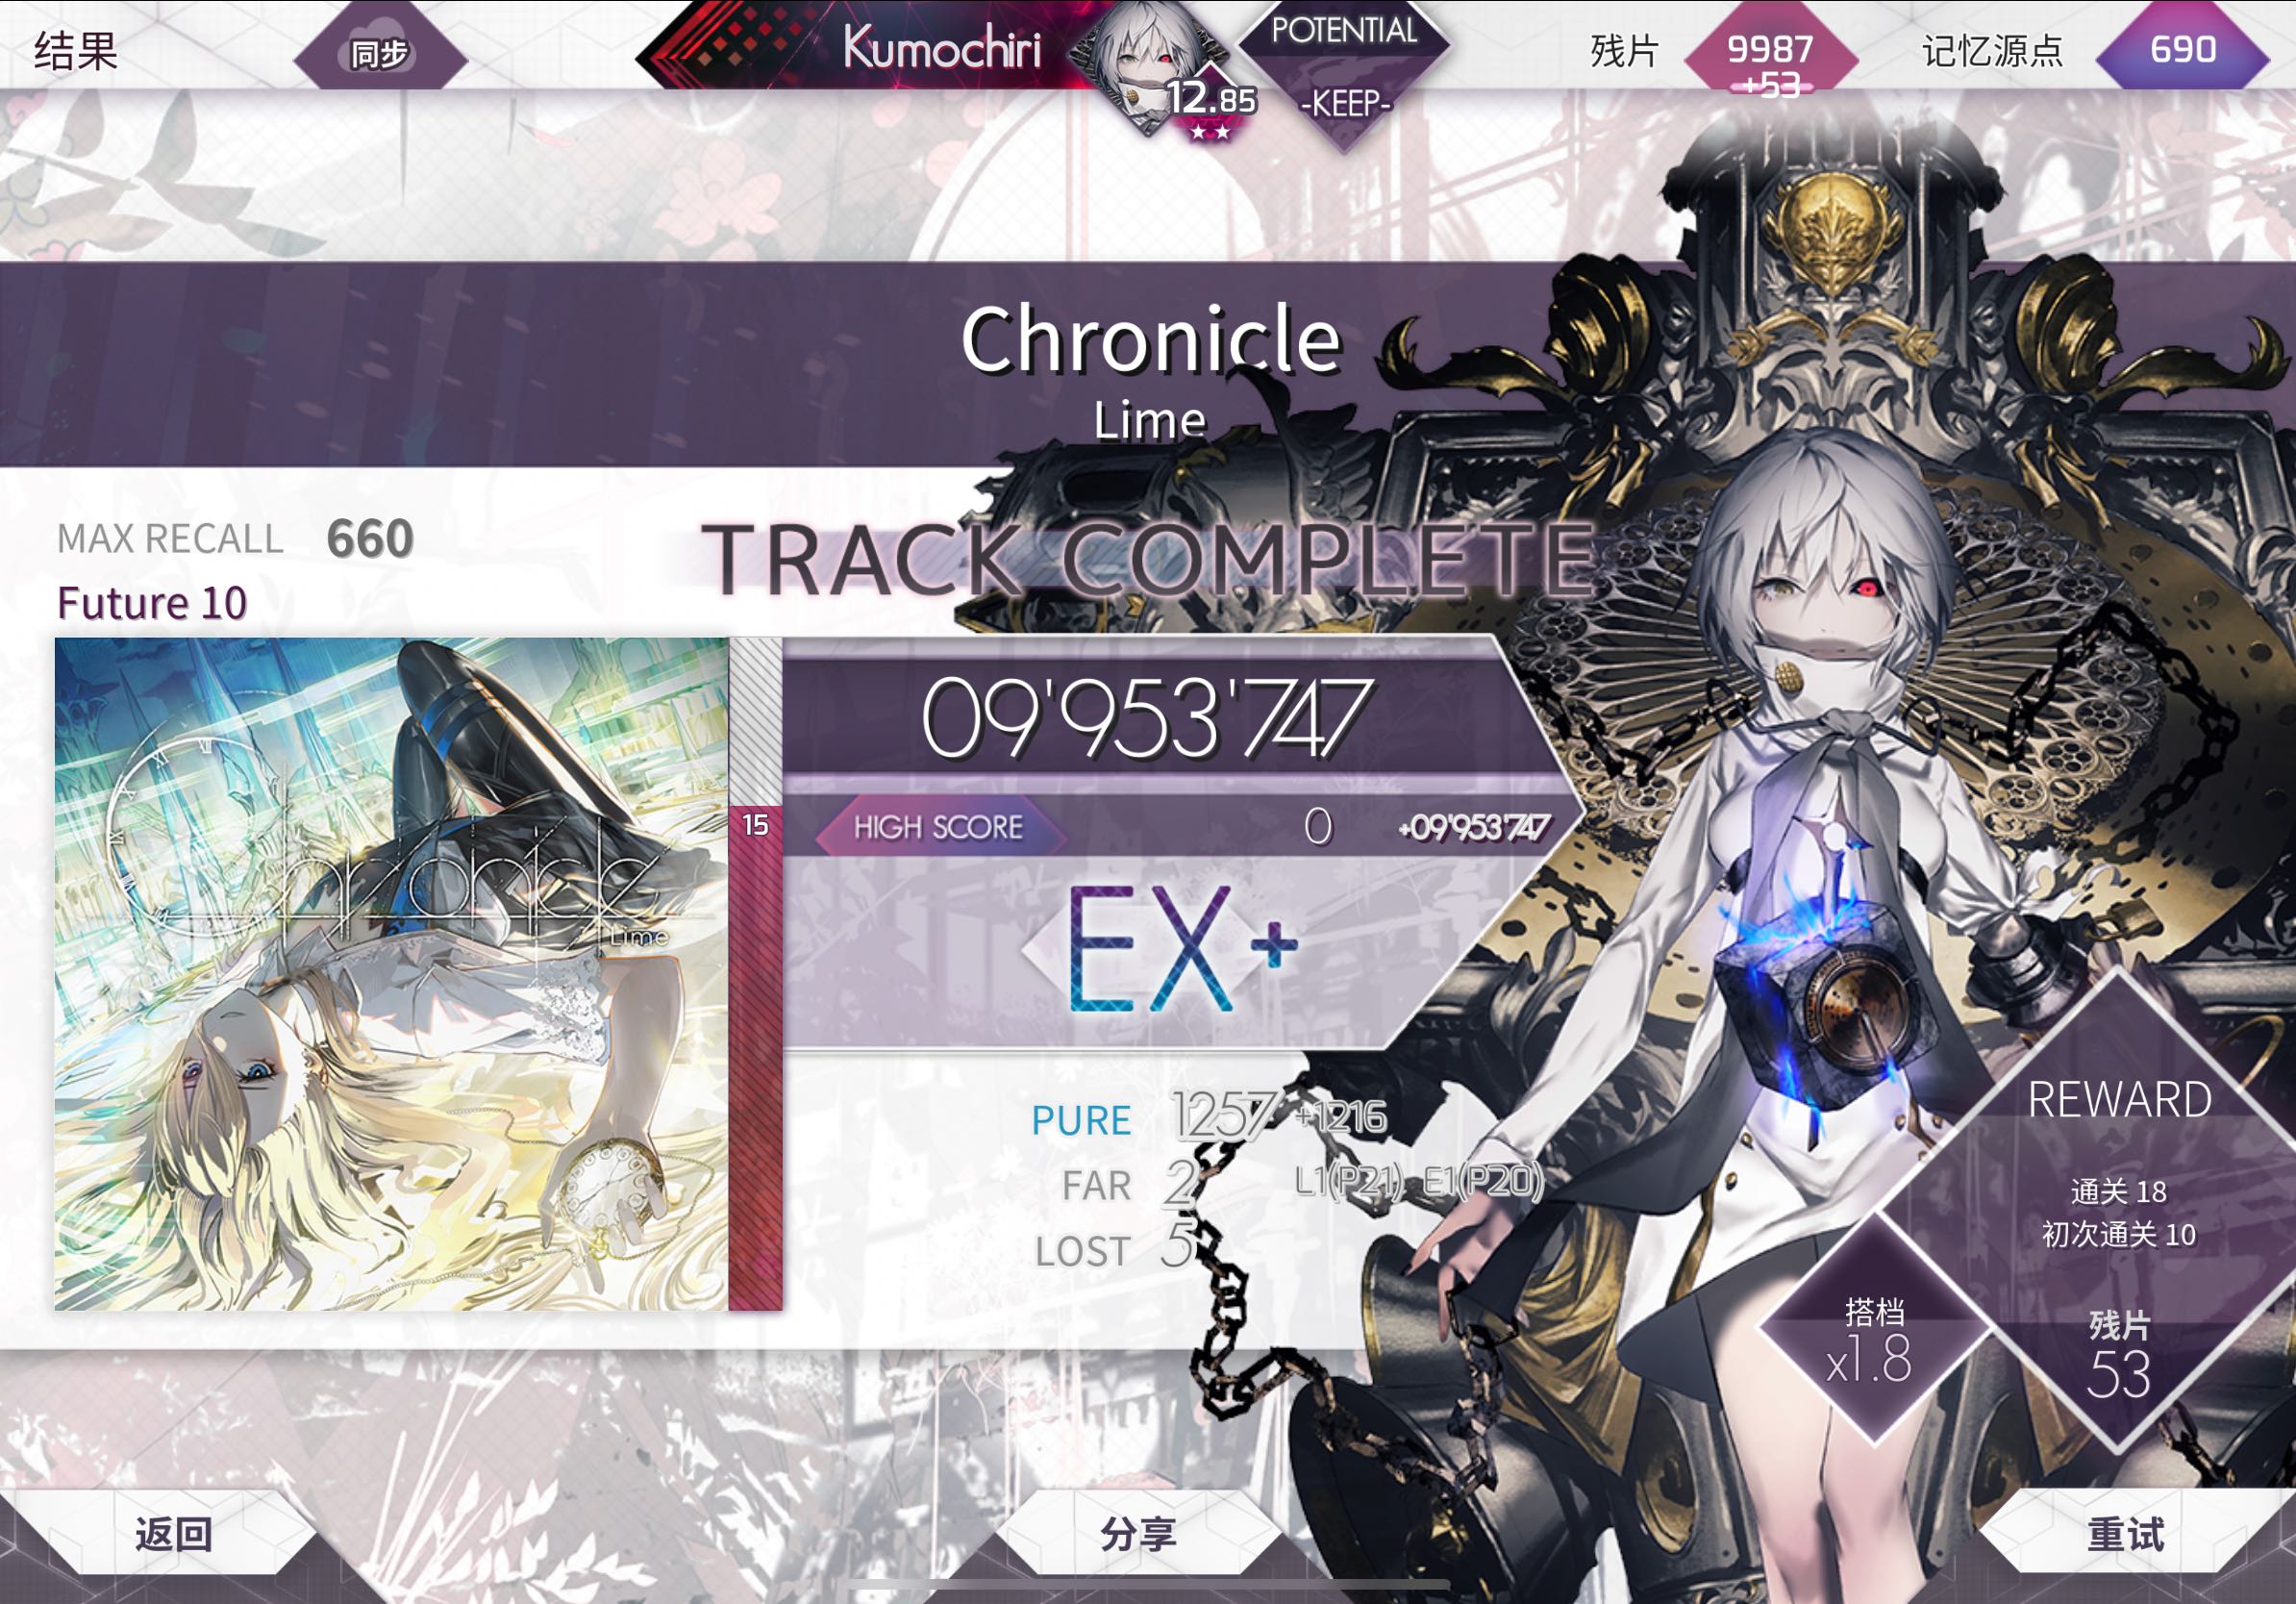 结果
同步
Kumochiri
12.85
POTENTIAL
-KEEP-
残片
9987
+53
记忆源点
690
Chronicle
Lime
MAX RECALL 660
TRACK COMPLETE
Future 10
Chronicle
Lime
15
09'953'747
HIGH SCORE 0 +09'953'747
EX+
PURE 1257 +1216
FAR 2 L1(P21) E1(P20)
LOST 5
REWARD
通关 18
初次通关 10
搭档
x1.8
残片
53
返回
分享
重试